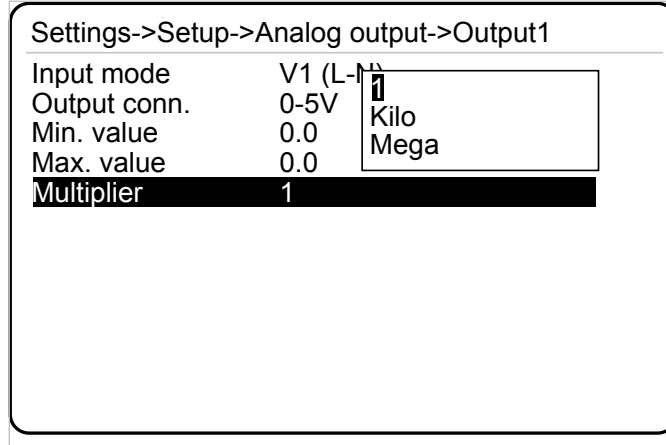 Settings->Setup->Analog output->Output1
Input mode V1 (L-N)
Output conn. 0-5V
Min. value 0.0
Max. value 0.0
Multiplier 1
1
Kilo
Mega